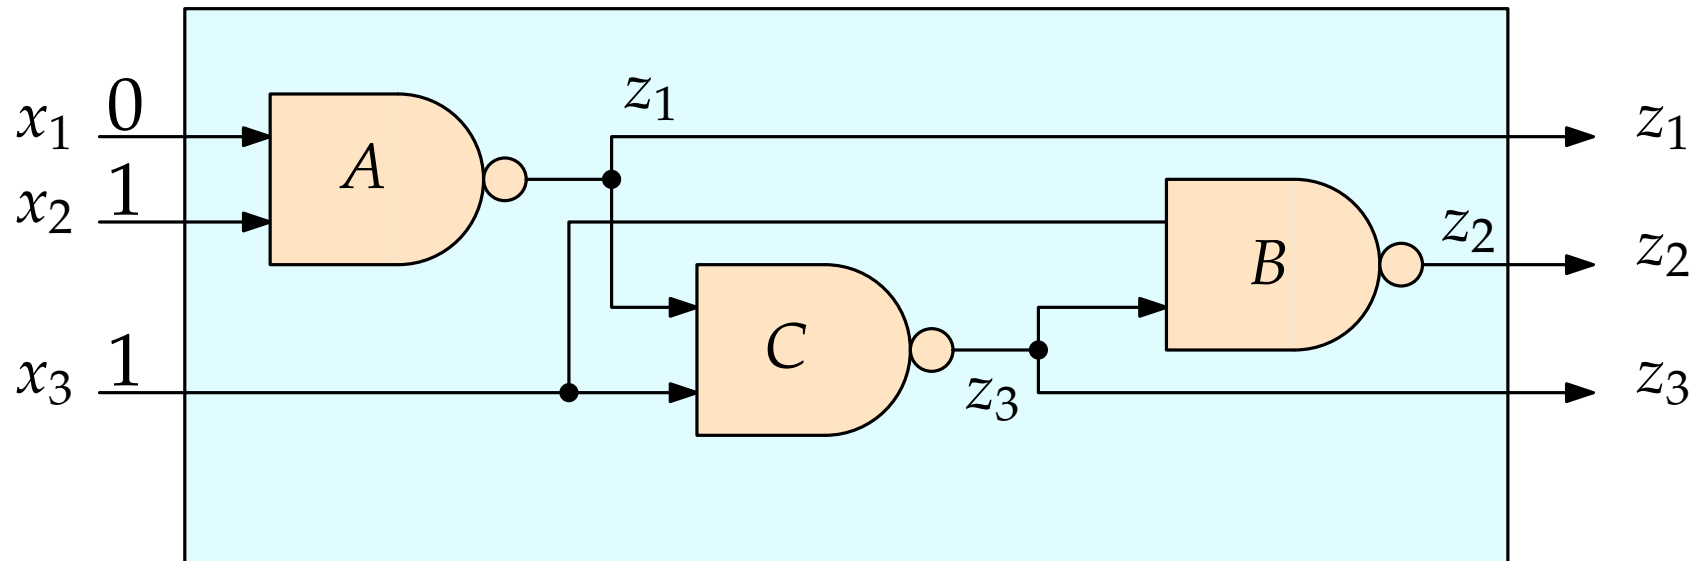 x₁ 0 z₁ z₁
A
x₂ 1 z₂ z₂
B
C
x₃ 1 z₃ z₃